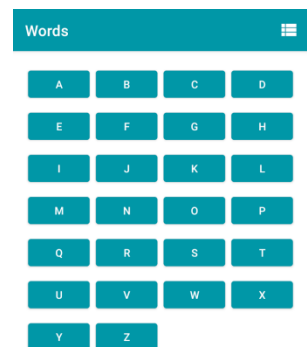 Words
A B C D
E F G H
I J K L
M N O P
Q R S T
U V W X
Y Z